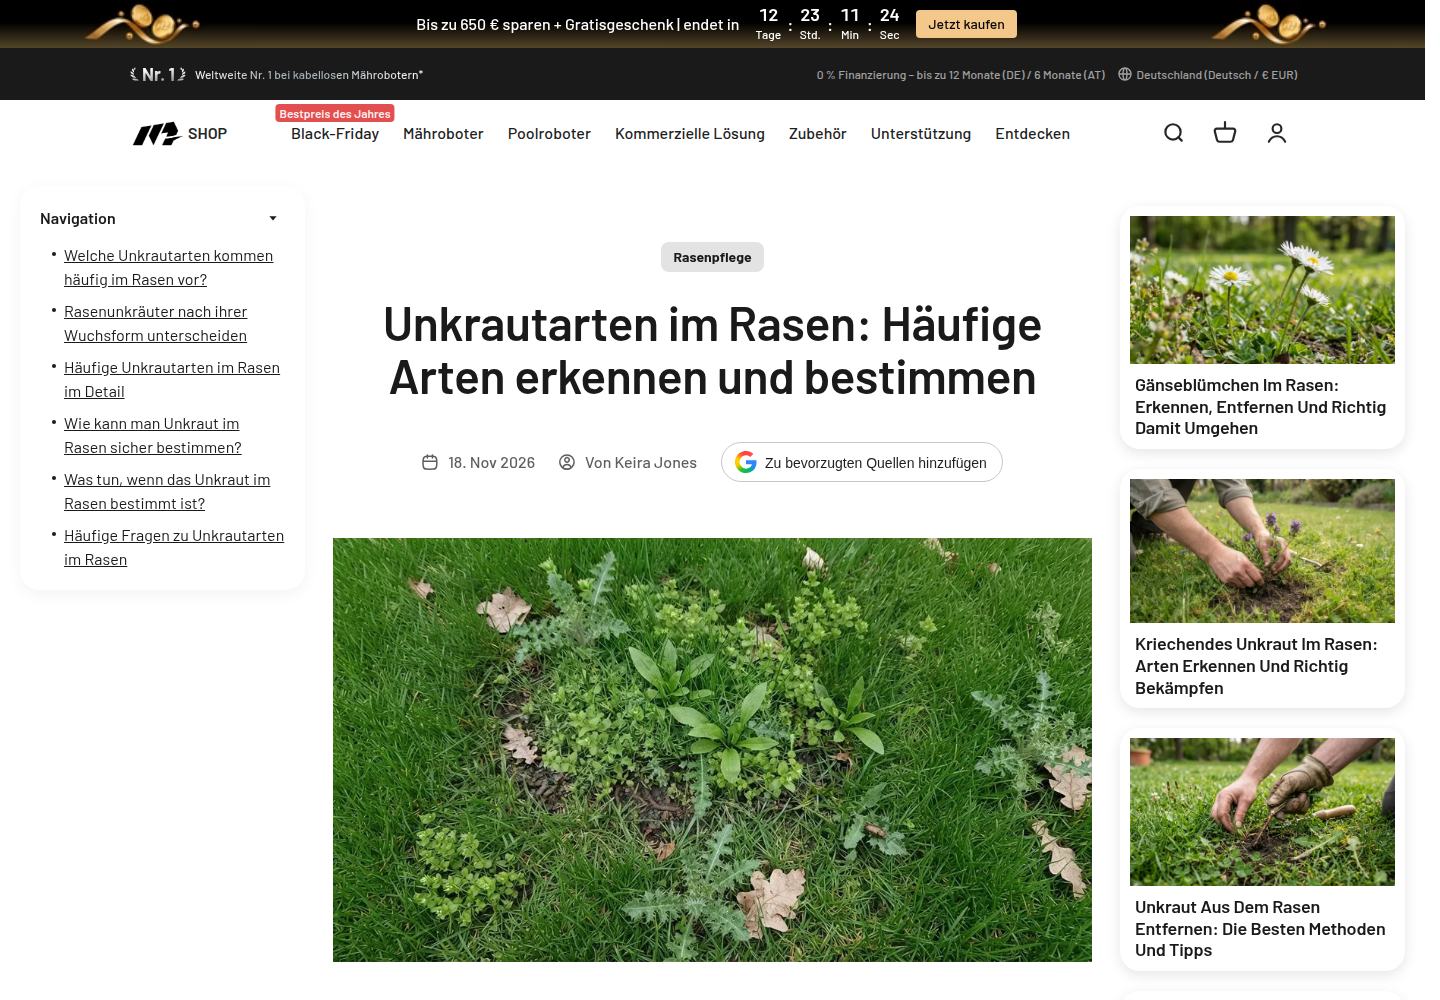 Bis zu 650 € sparen + Gratisgeschenk | endet in
12 : 23 : 11 : 24
Tage Std. Min Sec
Jetzt kaufen
Nr. 1
Weltweite Nr. 1 bei kabellosen Mährobotern*
0 % Finanzierung – bis zu 12 Monate (DE) / 6 Monate (AT)
Deutschland (Deutsch / € EUR)
Bestpreis des Jahres
SHOP
Black-Friday
Mähroboter
Poolroboter
Kommerzielle Lösung
Zubehör
Unterstützung
Entdecken
Navigation
• Welche Unkrautarten kommen
häufig im Rasen vor?
• Rasenunkräuter nach ihrer
Wuchsform unterscheiden
• Häufige Unkrautarten im Rasen
im Detail
• Wie kann man Unkraut im
Rasen sicher bestimmen?
• Was tun, wenn das Unkraut im
Rasen bestimmt ist?
• Häufige Fragen zu Unkrautarten
im Rasen
Rasenpflege
Unkrautarten im Rasen: Häufige
Arten erkennen und bestimmen
18. Nov 2026
Von Keira Jones
Zu bevorzugten Quellen hinzufügen
Gänseblümchen Im Rasen:
Erkennen, Entfernen Und Richtig
Damit Umgehen
Kriechendes Unkraut Im Rasen:
Arten Erkennen Und Richtig
Bekämpfen
Unkraut Aus Dem Rasen
Entfernen: Die Besten Methoden
Und Tipps